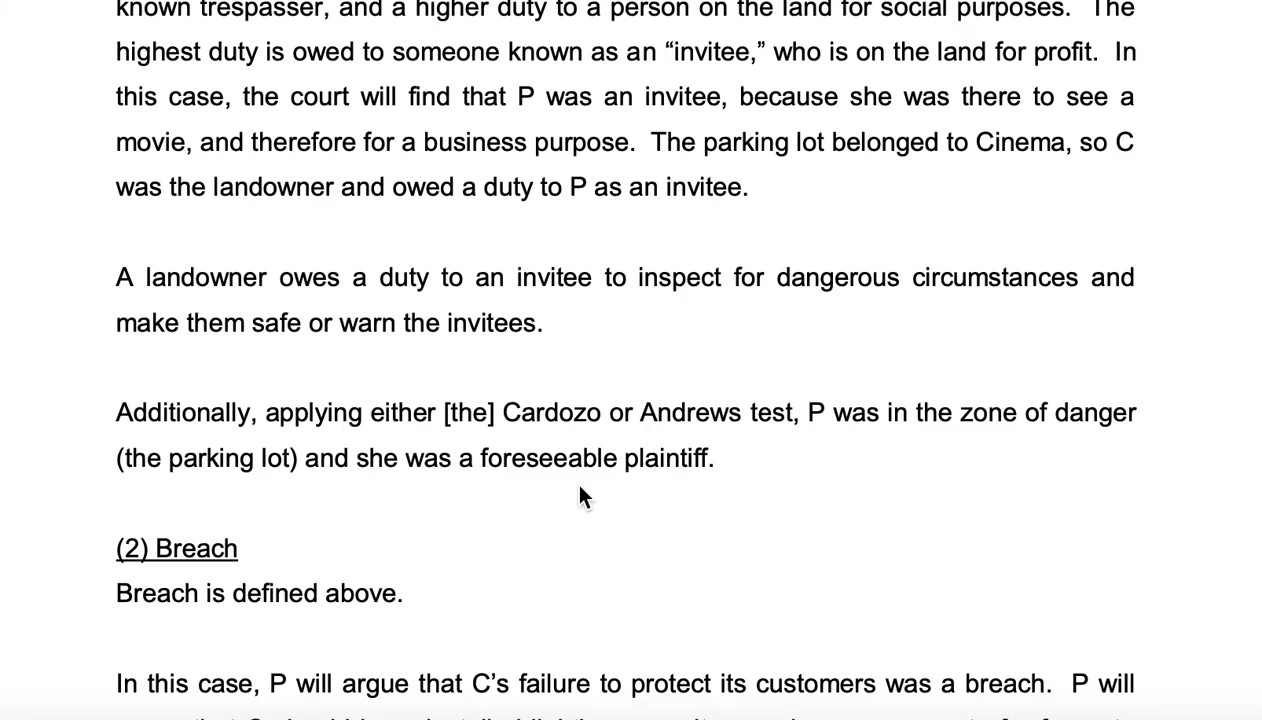 known trespasser, and a higher duty to a person on the land for social purposes. The
highest duty is owed to someone known as an “invitee,” who is on the land for profit. In
this case, the court will find that P was an invitee, because she was there to see a
movie, and therefore for a business purpose. The parking lot belonged to Cinema, so C
was the landowner and owed a duty to P as an invitee.
A landowner owes a duty to an invitee to inspect for dangerous circumstances and
make them safe or warn the invitees.
Additionally, applying either [the] Cardozo or Andrews test, P was in the zone of danger
(the parking lot) and she was a foreseeable plaintiff.
(2) Breach
Breach is defined above.
In this case, P will argue that C’s failure to protect its customers was a breach. P will